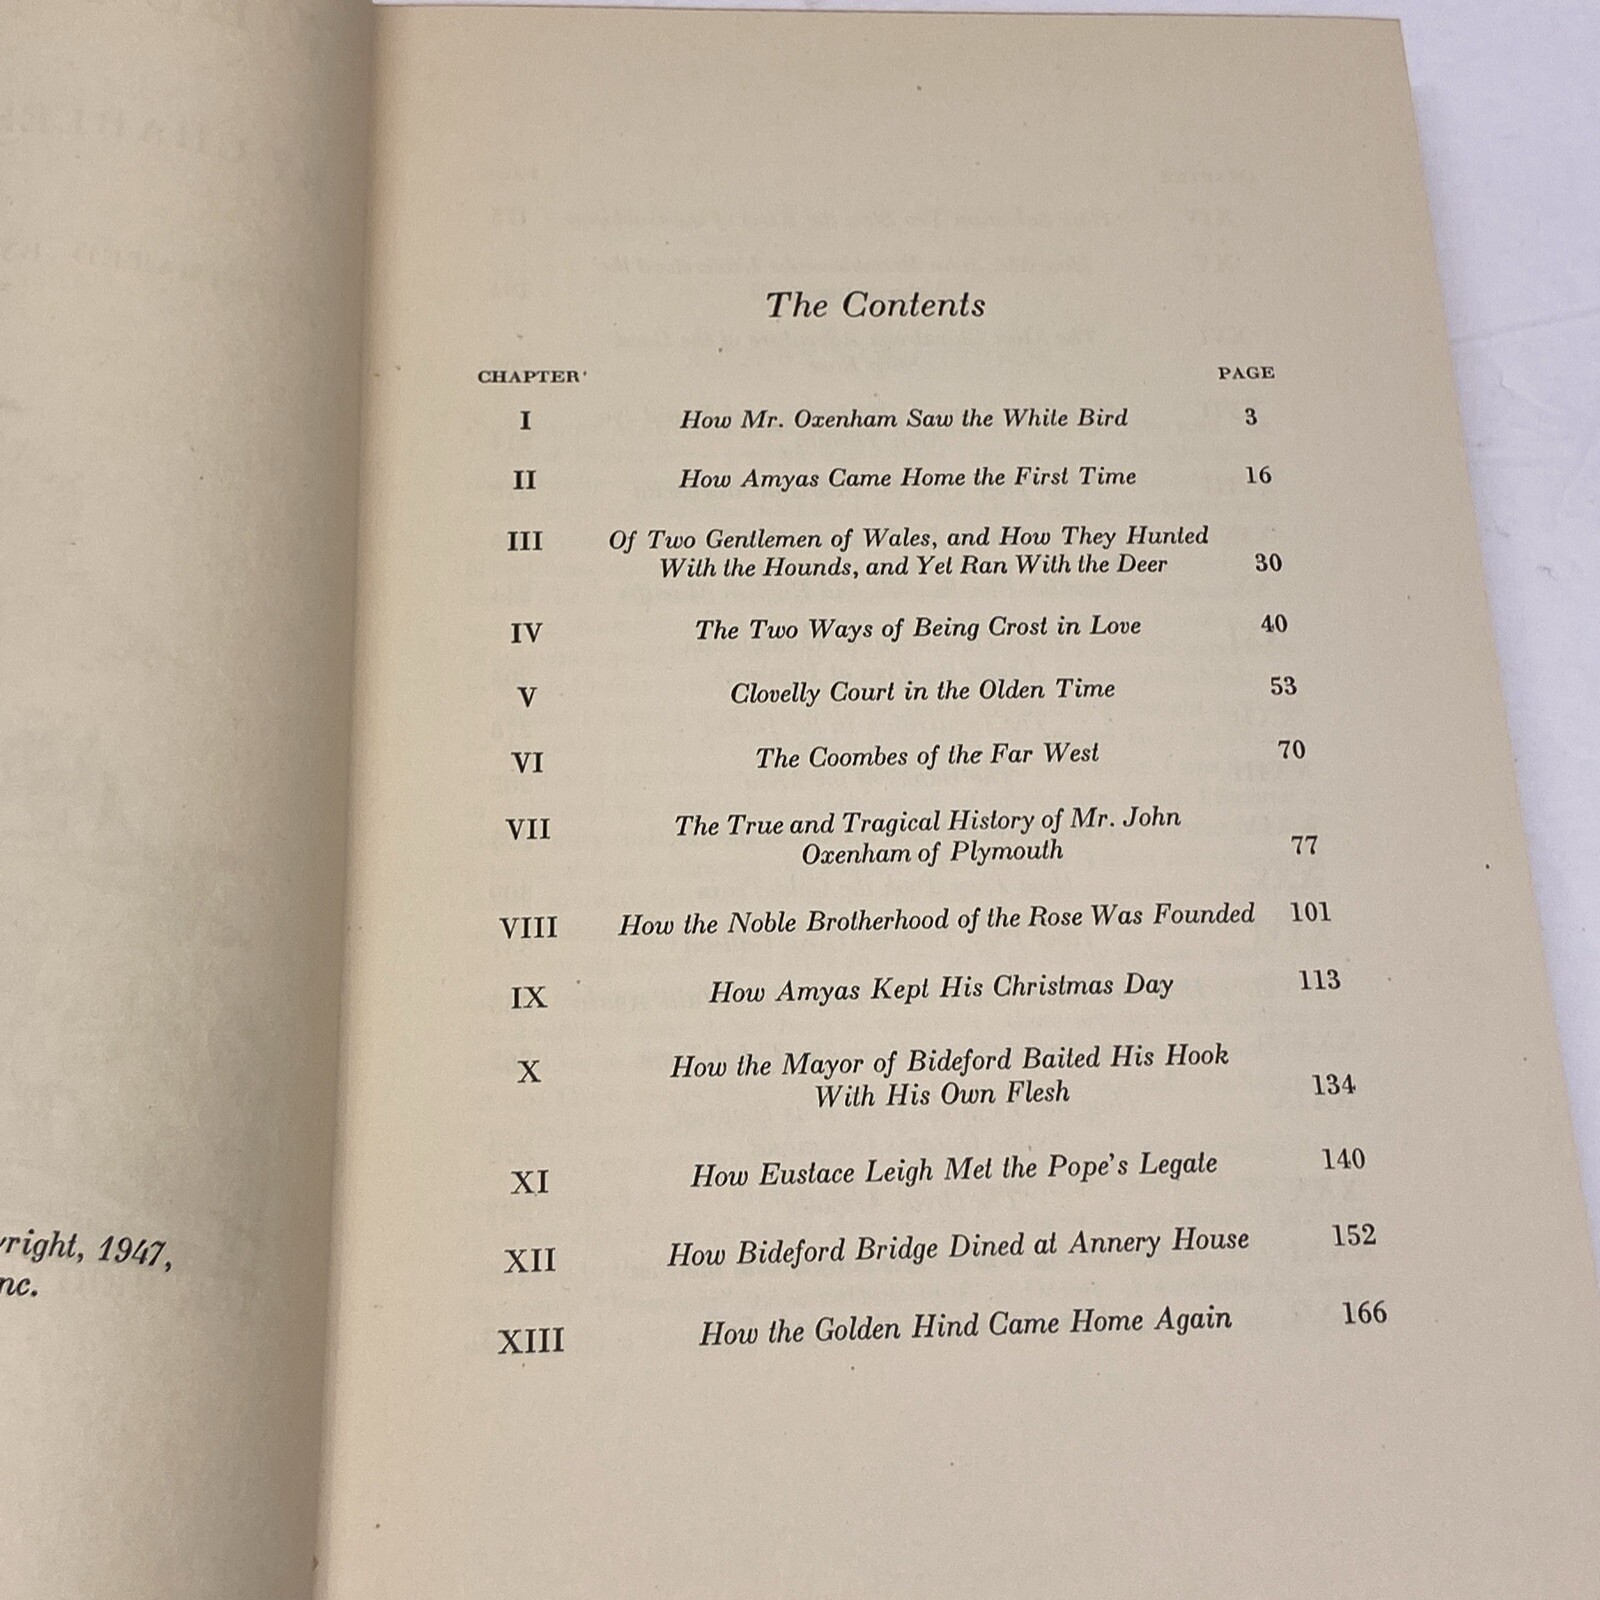 yright, 1947,
nc.
The Contents
CHAPTER PAGE
I How Mr. Oxenham Saw the White Bird 3
II How Amyas Came Home the First Time 16
III Of Two Gentlemen of Wales, and How They Hunted
With the Hounds, and Yet Ran With the Deer 30
IV The Two Ways of Being Crost in Love 40
V Clovelly Court in the Olden Time 53
VI The Coombes of the Far West 70
VII The True and Tragical History of Mr. John
Oxenham of Plymouth 77
VIII How the Noble Brotherhood of the Rose Was Founded 101
IX How Amyas Kept His Christmas Day 113
X How the Mayor of Bideford Baited His Hook
With His Own Flesh 134
XI How Eustace Leigh Met the Pope's Legate 140
XII How Bideford Bridge Dined at Annery House 152
XIII How the Golden Hind Came Home Again 166